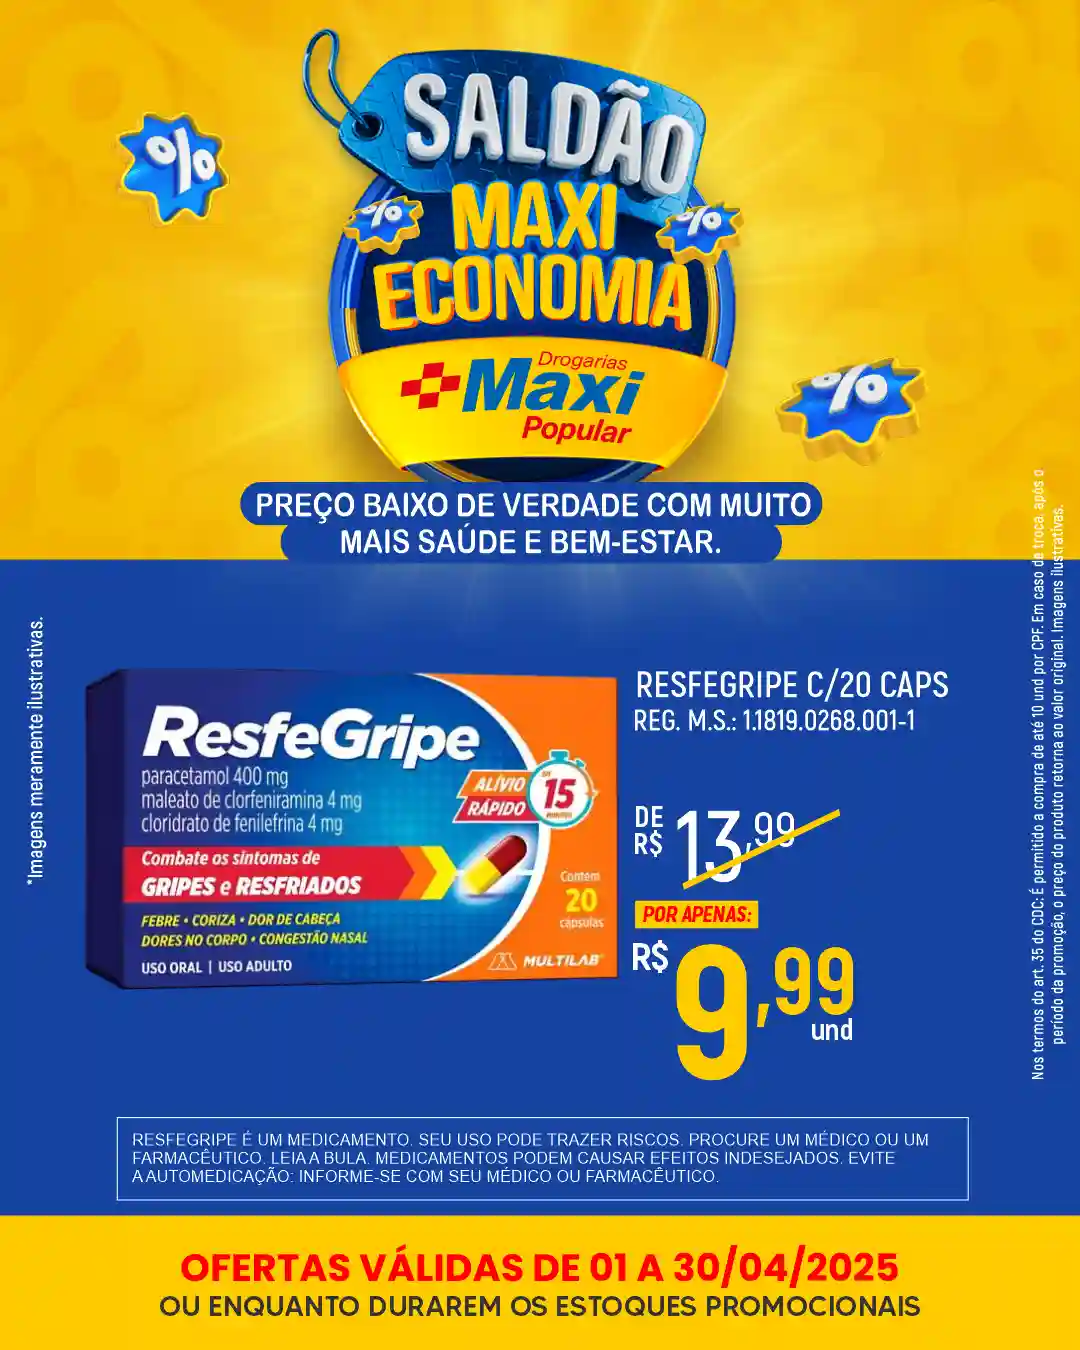 %
SALDÃO
%
MAXI
%
ECONOMIA
Drogarias
Maxi
Popular
%
PREÇO BAIXO DE VERDADE COM MUITO
MAIS SAÚDE E BEM-ESTAR.
*Imagens meramente ilustrativas.
ResfeGripe
paracetamol 400 mg
maleato de clorfeniramina 4 mg
cloridrato de fenilefrina 4 mg
ALÍVIO
RÁPIDO
EM
15
MINUTOS
Combate os sintomas de
GRIPES e RESFRIADOS
FEBRE • CORIZA • DOR DE CABEÇA
DORES NO CORPO • CONGESTÃO NASAL
USO ORAL | USO ADULTO
Contém
20
cápsulas
MULTILAB
RESFEGRIPE C/20 CAPS
REG. M.S.: 1.1819.0268.001-1
DE
R$ 13,99
POR APENAS:
R$ 9,99
und
Nos termos do art. 35 do CDC: É permitido a compra de até 10 und por CPF. Em caso de troca, após o
período da promoção, o preço do produto retorna ao valor original. Imagens ilustrativas.
RESFEGRIPE É UM MEDICAMENTO. SEU USO PODE TRAZER RISCOS. PROCURE UM MÉDICO OU UM
FARMACÊUTICO. LEIA A BULA. MEDICAMENTOS PODEM CAUSAR EFEITOS INDESEJADOS. EVITE
A AUTOMEDICAÇÃO: INFORME-SE COM SEU MÉDICO OU FARMACÊUTICO.
OFERTAS VÁLIDAS DE 01 A 30/04/2025
OU ENQUANTO DURAREM OS ESTOQUES PROMOCIONAIS